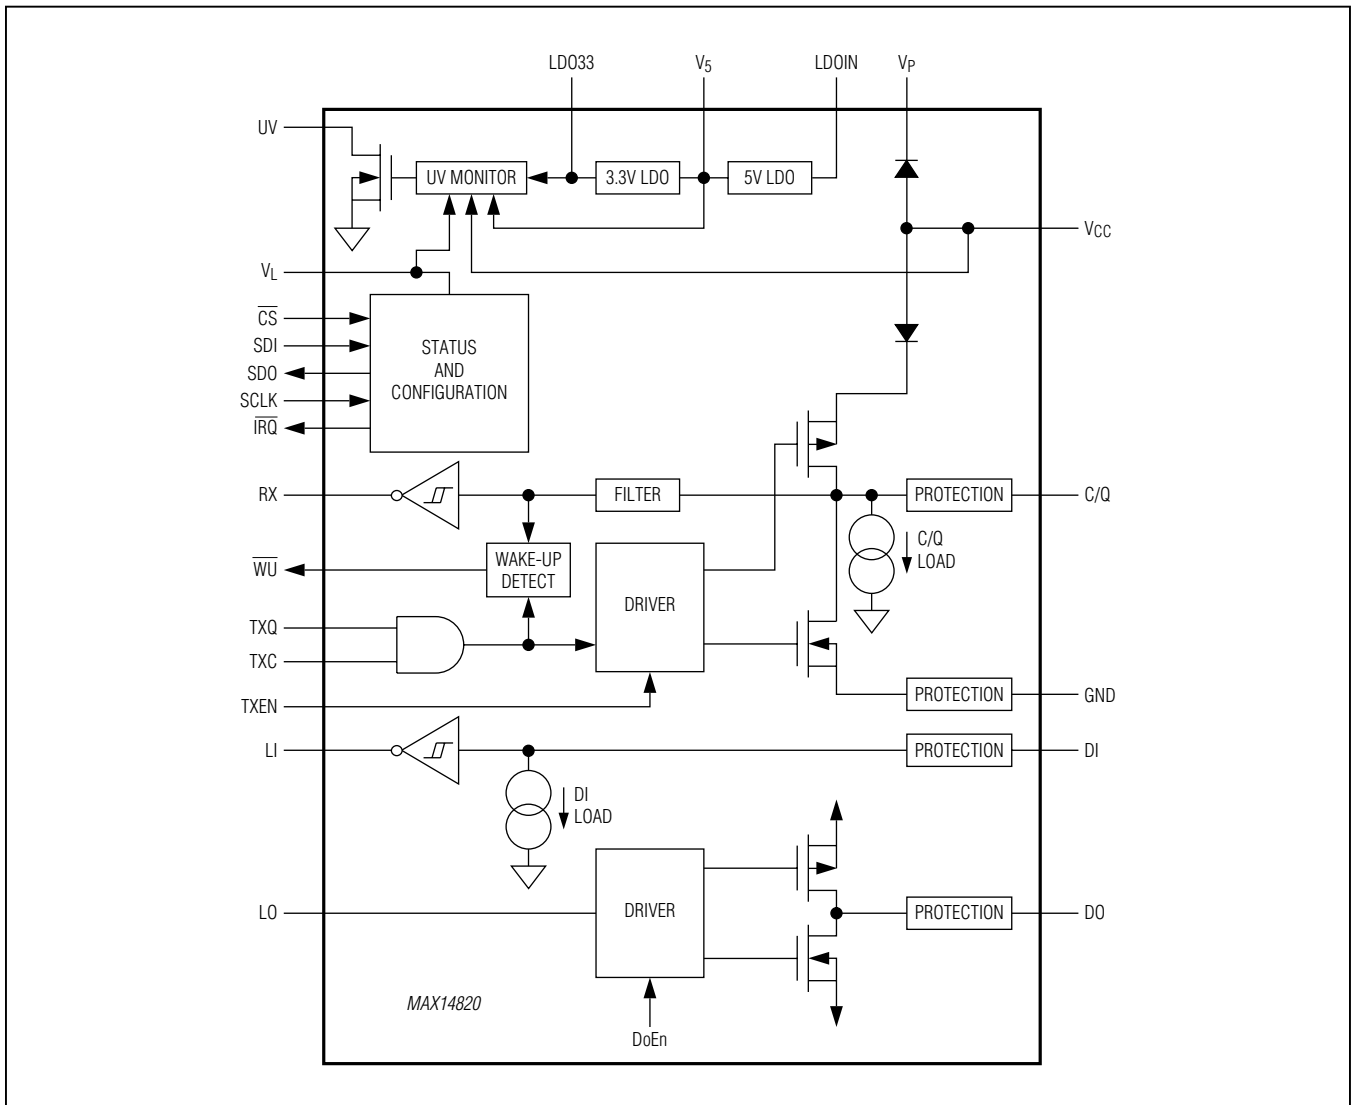 LDO33
V5
LDOIN
VP
UV
UV MONITOR
3.3V LDO
5V LDO
VCC
VL
CS
SDI
SDO
SCLK
IRQ
STATUS
AND
CONFIGURATION
RX
FILTER
PROTECTION
C/Q
C/Q
LOAD
WU
WAKE-UP
DETECT
DRIVER
TXQ
TXC
TXEN
PROTECTION
GND
LI
PROTECTION
DI
DI
LOAD
LO
DRIVER
PROTECTION
DO
MAX14820
DoEn